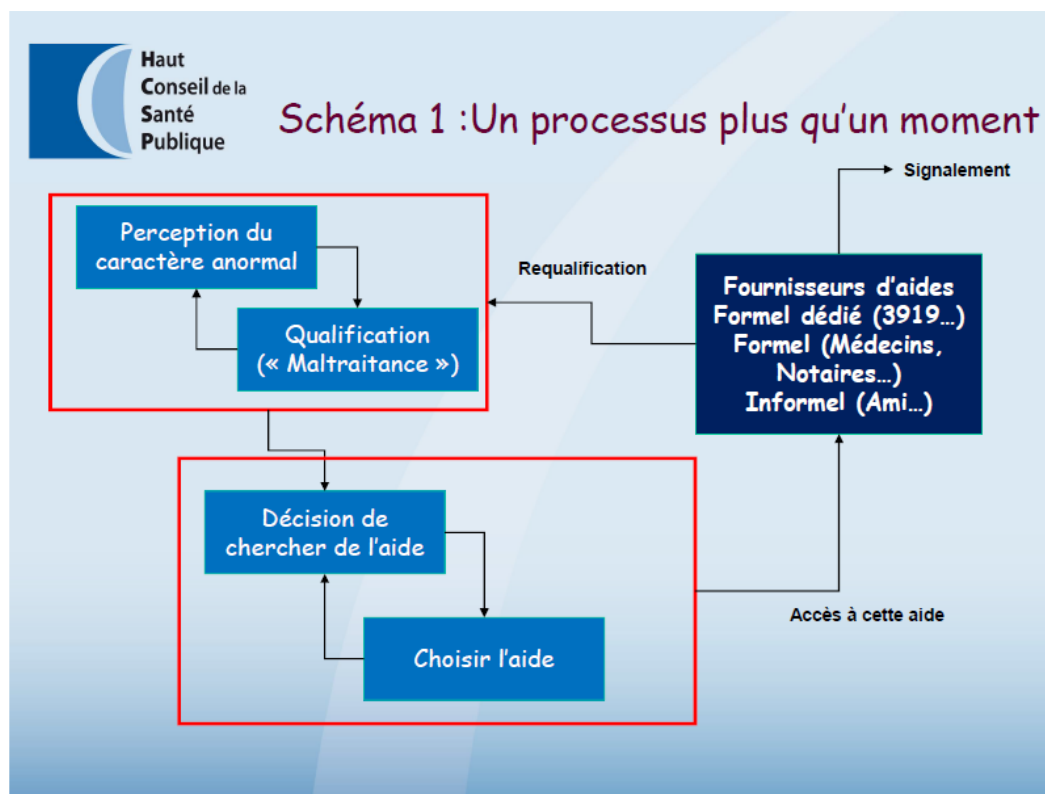 Haut
Conseil de la
Santé
Publique
Schéma 1 :Un processus plus qu'un moment
Signalement
Perception du
caractère anormal
Requalification
Fournisseurs d'aides
Formel dédié (3919…)
Formel (Médecins,
Notaires…)
Informel (Ami…)
Qualification
(« Maltraitance »)
Décision de
chercher de l'aide
Accès à cette aide
Choisir l'aide